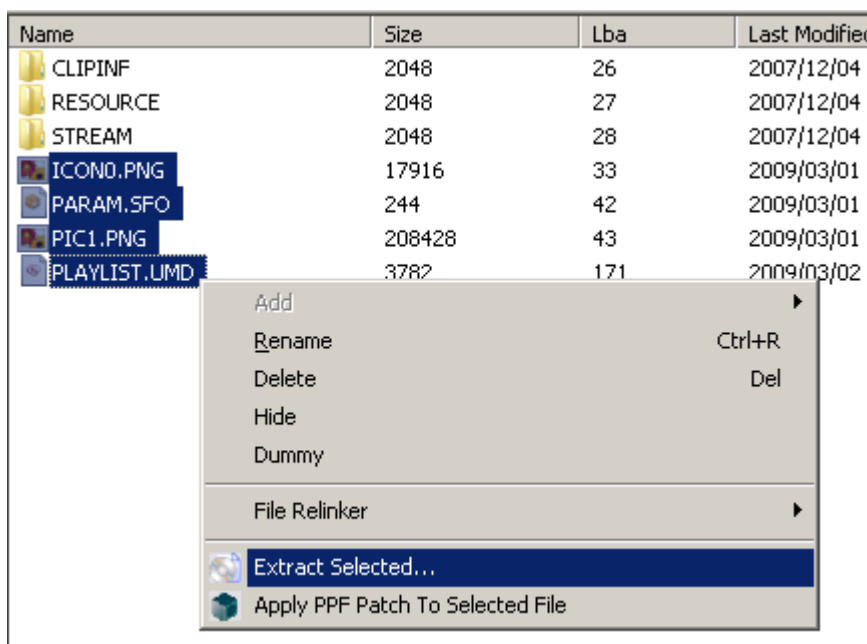 Name Size Lba Last Modified
CLIPINF 2048 26 2007/12/04
RESOURCE 2048 27 2007/12/04
STREAM 2048 28 2007/12/04
ICON0.PNG 17916 33 2009/03/01
PARAM.SFO 244 42 2009/03/01
PIC1.PNG 208428 43 2009/03/01
PLAYLIST.UMD 3782 171 2009/03/02
Add
Rename Ctrl+R
Delete Del
Hide
Dummy
File Relinker
Extract Selected...
Apply PPF Patch To Selected File